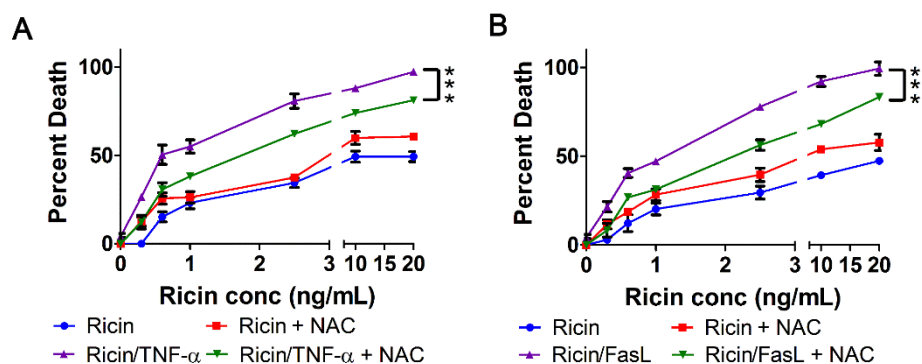 A
Percent Death
100
50
0
0 1 2 3 10 15 20
Ricin conc (ng/mL)
***
Ricin Ricin + NAC
Ricin/TNF-α Ricin/TNF-α + NAC
B
Percent Death
100
50
0
0 1 2 3 10 15 20
Ricin conc (ng/mL)
***
Ricin Ricin + NAC
Ricin/FasL Ricin/FasL + NAC